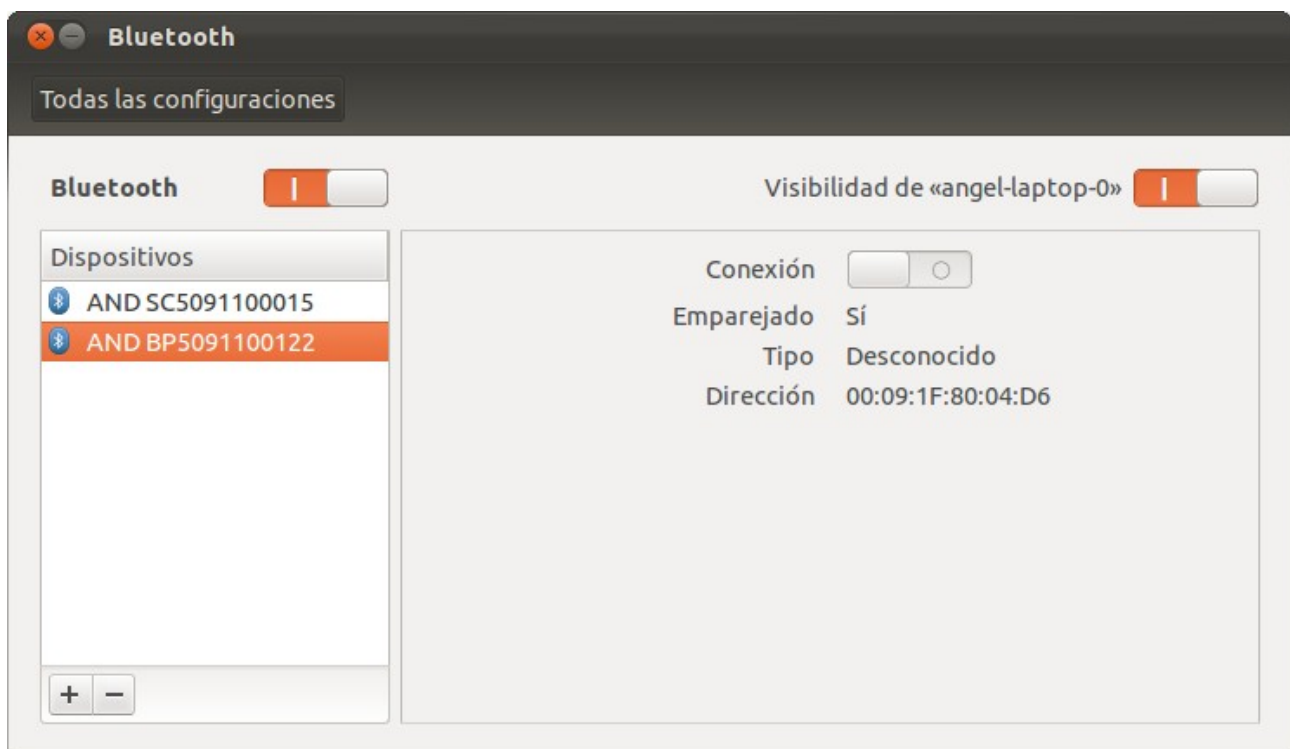 Bluetooth
Todas las configuraciones
Bluetooth
Visibilidad de «angel-laptop-0»
Dispositivos
AND SC5091100015
AND BP5091100122
Conexión
Emparejado Sí
Tipo Desconocido
Dirección 00:09:1F:80:04:D6